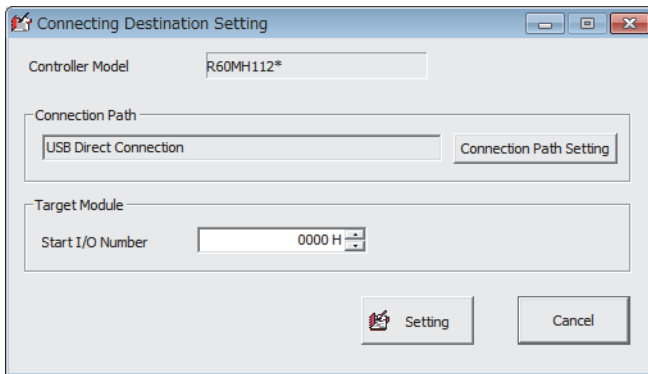 Connecting Destination Setting
Controller Model R60MH112*
Connection Path
USB Direct Connection Connection Path Setting
Target Module
Start I/O Number 0000 H
Setting Cancel